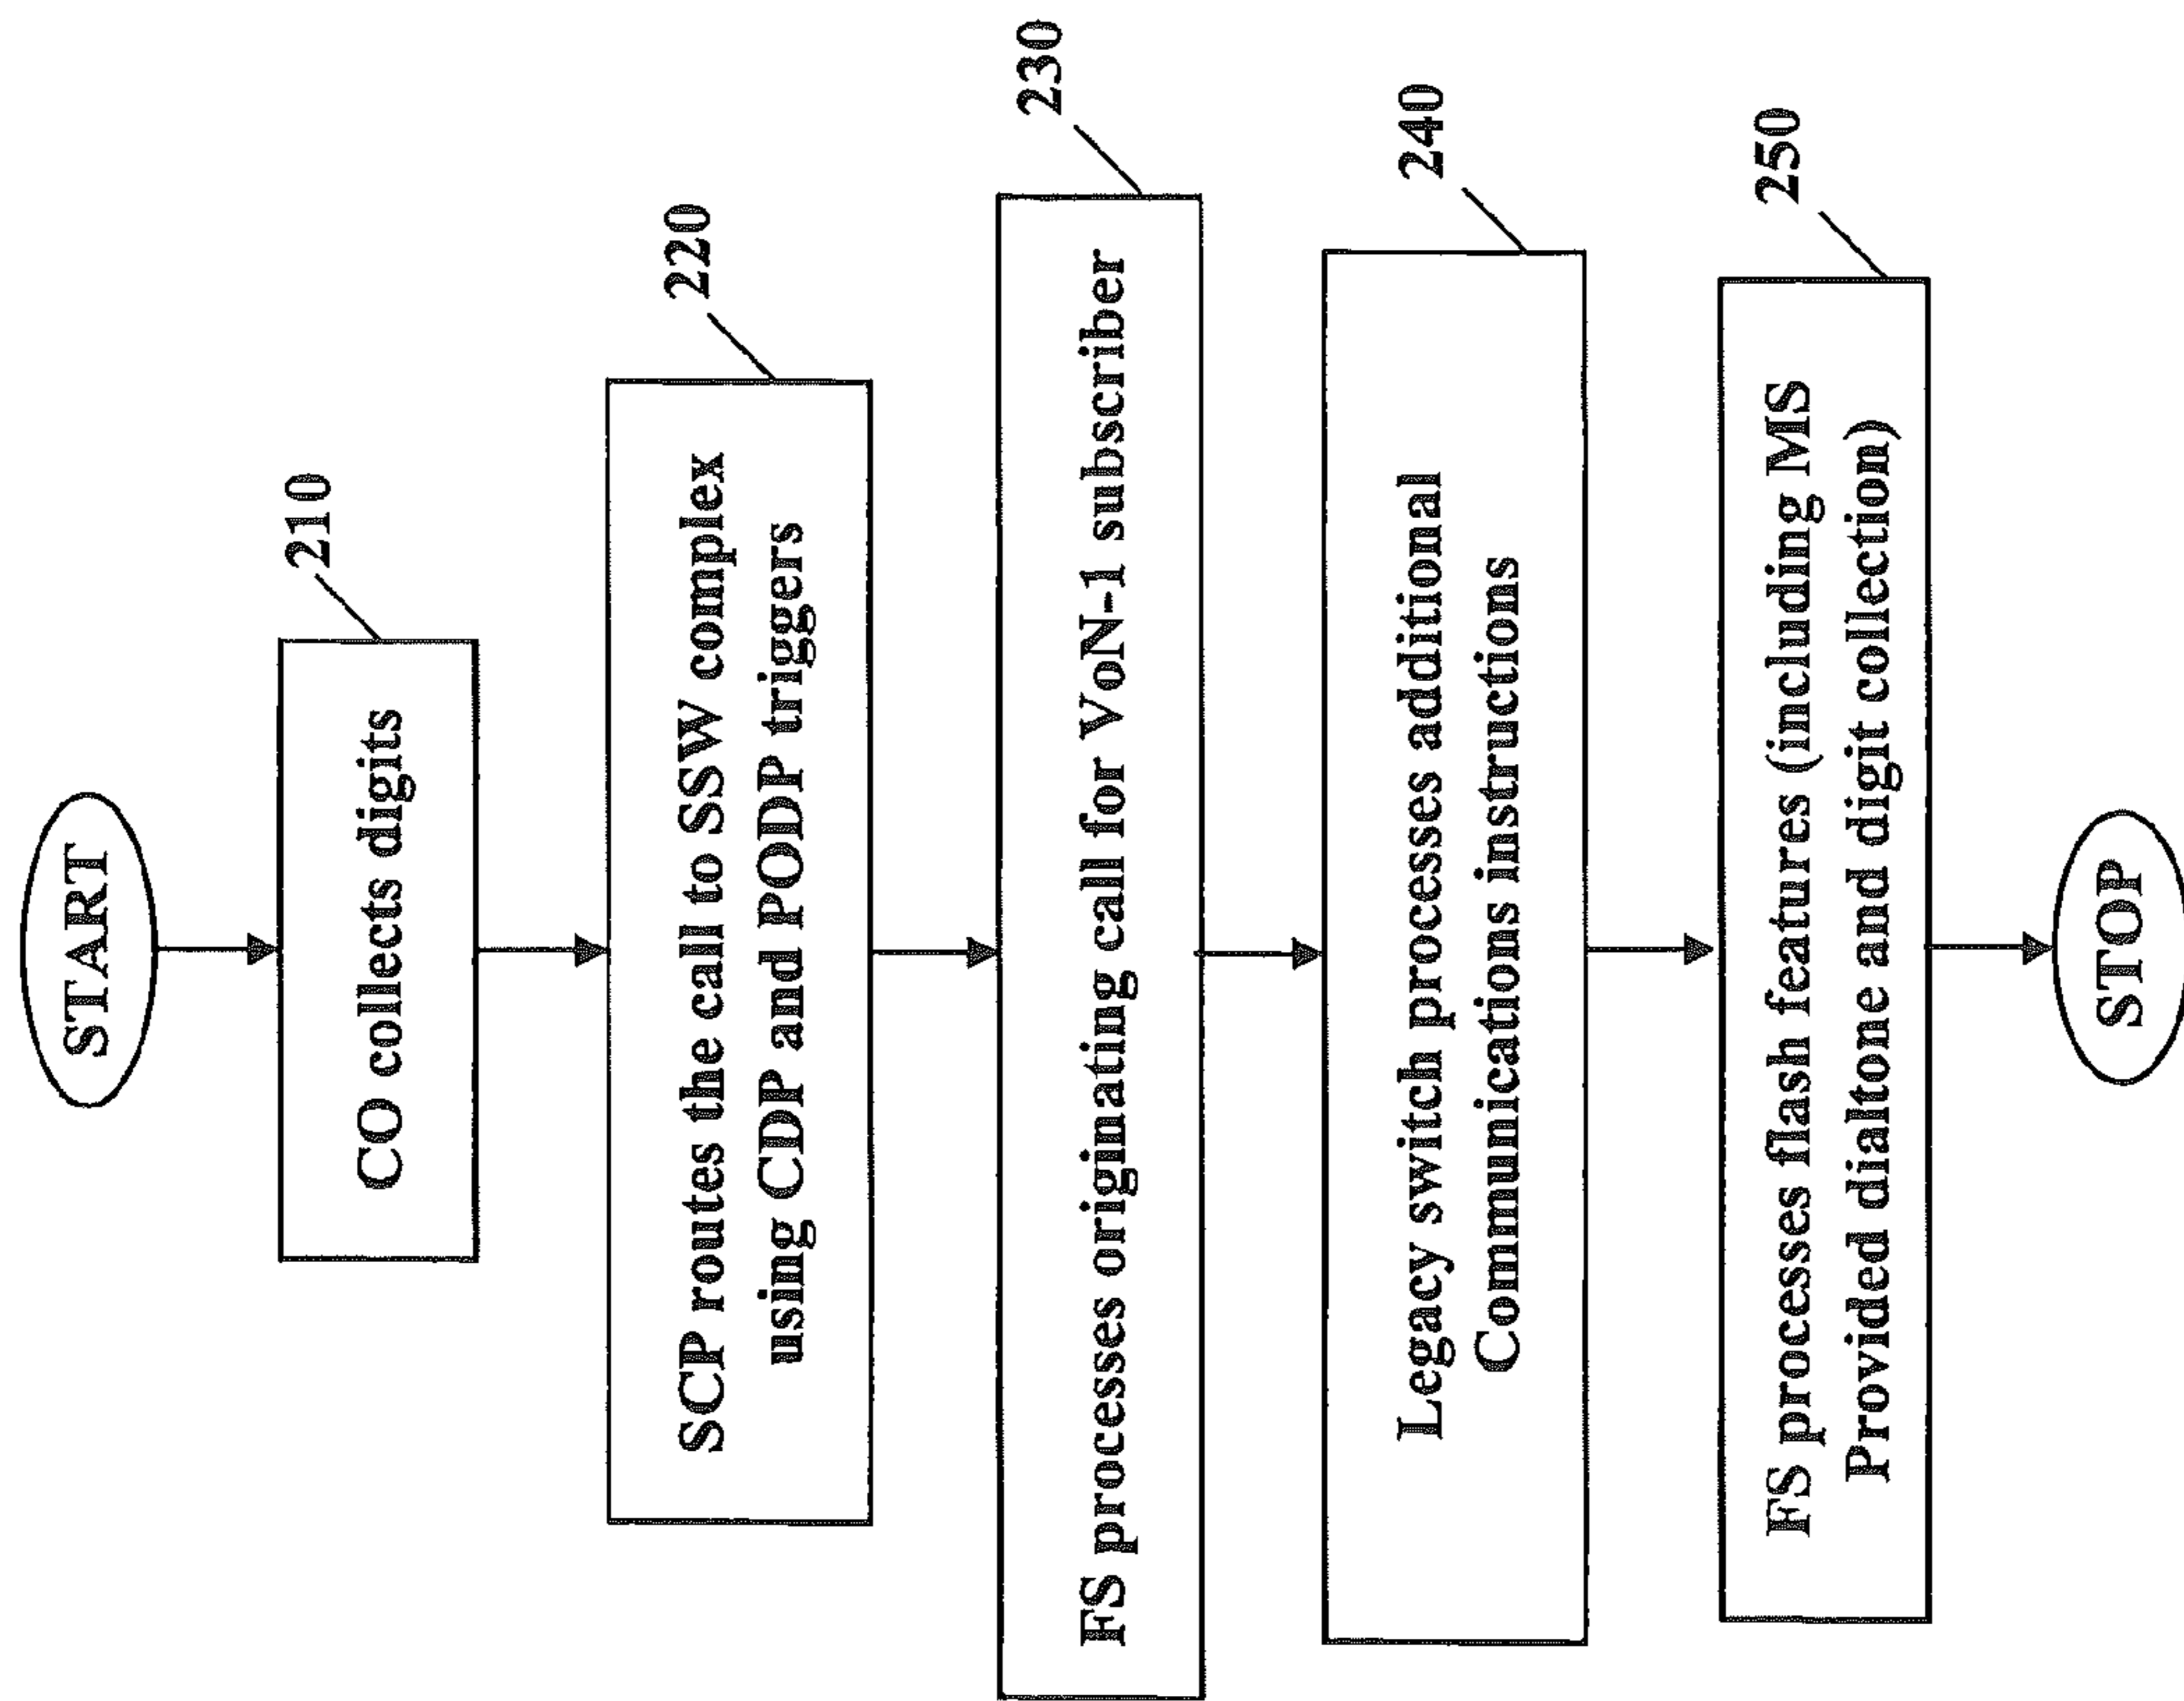 START
210
CO collects digits
220
SCP routes the call to SSW complex
using CDP and PODP triggers
230
FS processes originating call for VoN-1 subscriber
240
Legacy switch processes additional
Communications instructions
250
FS processes flash features (including MS
Provided dialtone and digit collection)
STOP